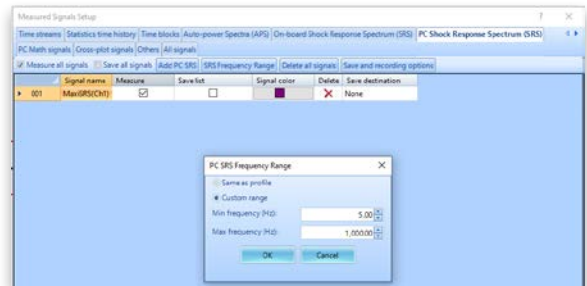 Measured Signals Setup ? X
Time streams Statistics time history Time blocks Auto-power Spectra (APS) On-board Shock Response Spectrum (SRS) PC Shock Response Spectrum (SRS)
PC Math signals Cross-plot signals Others All signals
Measure all signals Save all signals Add PC SRS SRS Frequency Range Delete all signals Save and recording options
Signal name Measure Save list Signal color Delete Save destination
001 MaxiSRS(Ch1) None
PC SRS Frequency Range X
Same as profile
Custom range
Min frequency (Hz): 5.00
Max frequency (Hz): 1,000.00
OK Cancel